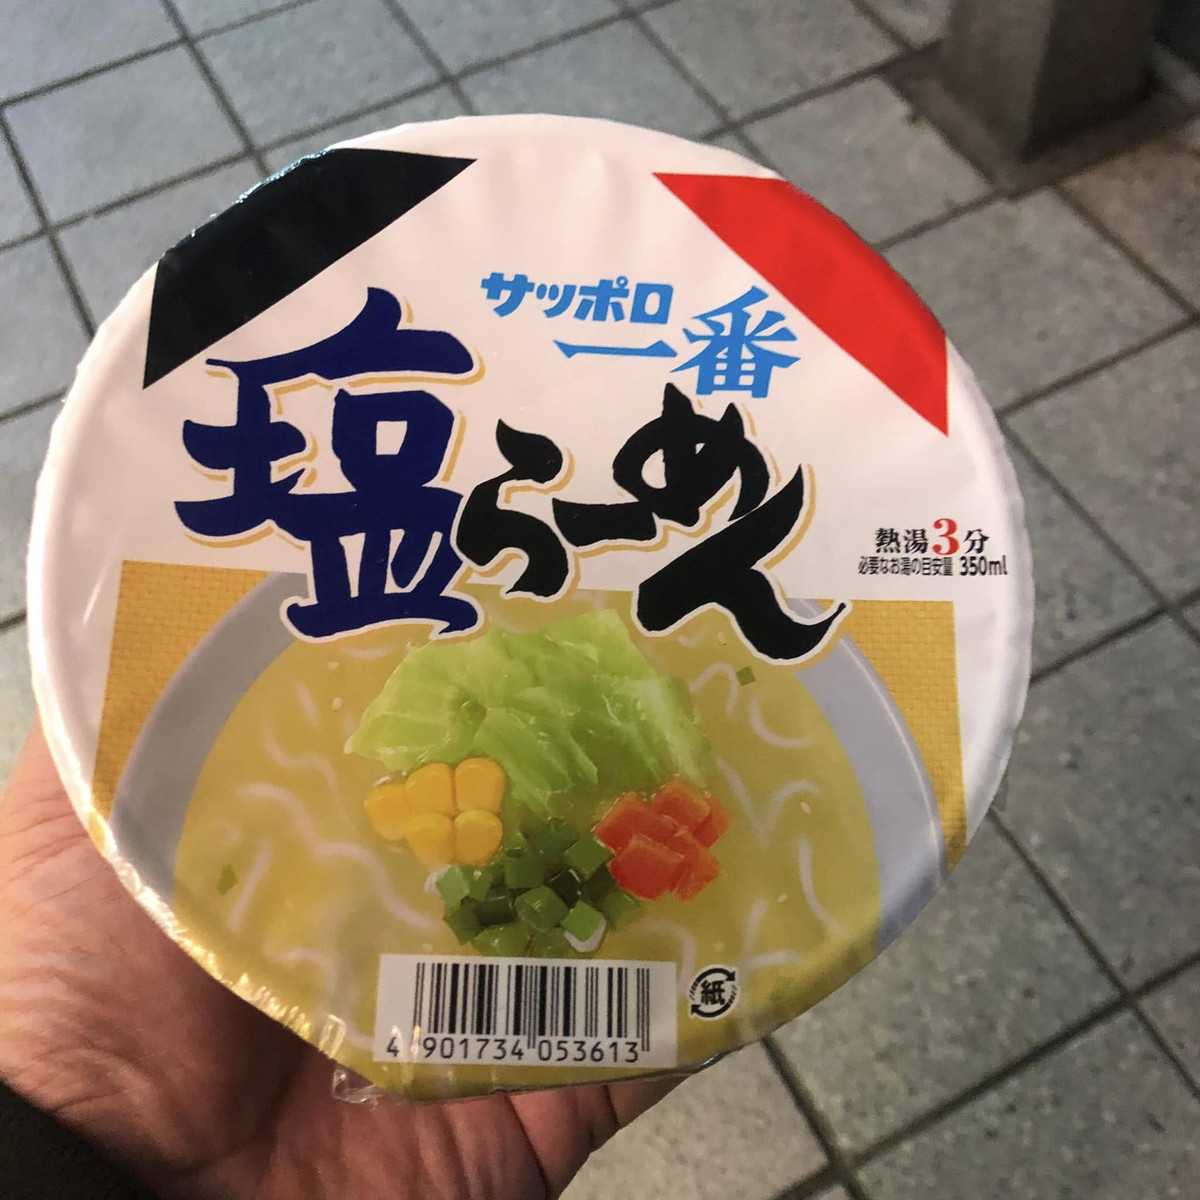 サッポロ
一番
塩らーめん
熱湯3分
必要なお湯の目安量 350ml
紙
4 901734 053613